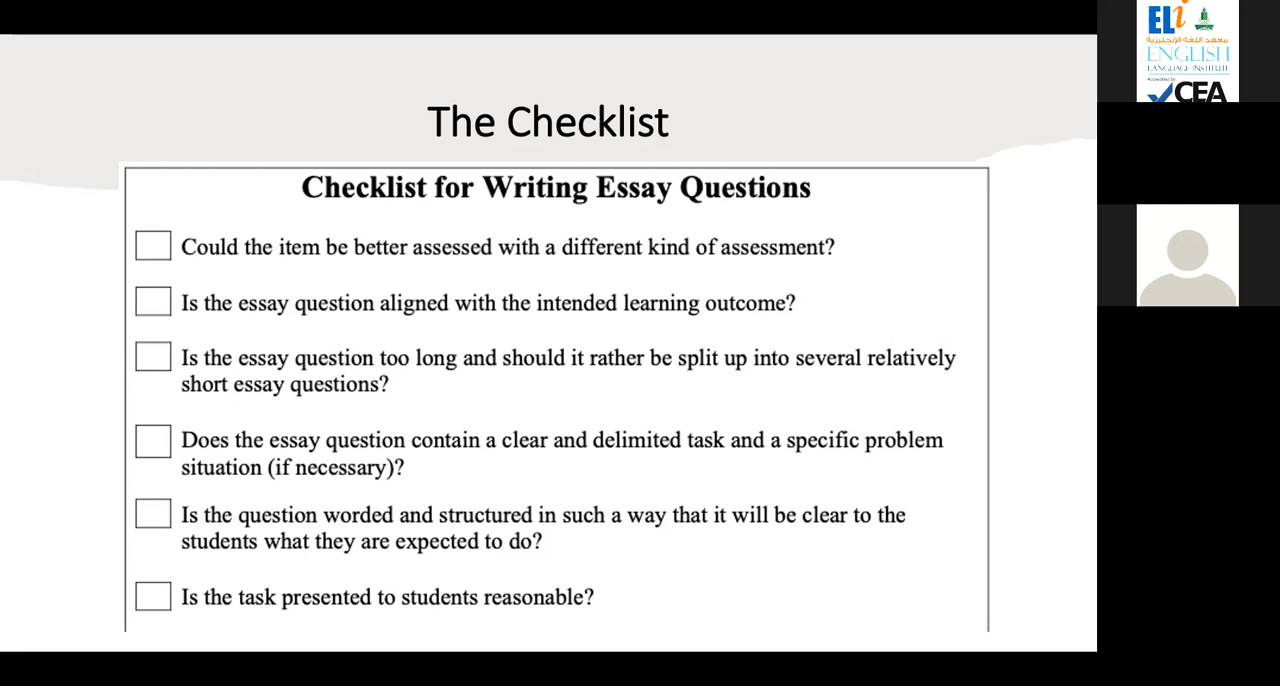 The Checklist
Checklist for Writing Essay Questions
Could the item be better assessed with a different kind of assessment?
Is the essay question aligned with the intended learning outcome?
Is the essay question too long and should it rather be split up into several relatively
short essay questions?
Does the essay question contain a clear and delimited task and a specific problem
situation (if necessary)?
Is the question worded and structured in such a way that it will be clear to the
students what they are expected to do?
Is the task presented to students reasonable?
ELi
معهد اللغة الإنجليزية
ENGLISH
LANGUAGE INSTITUTE
Accredited by
CEA